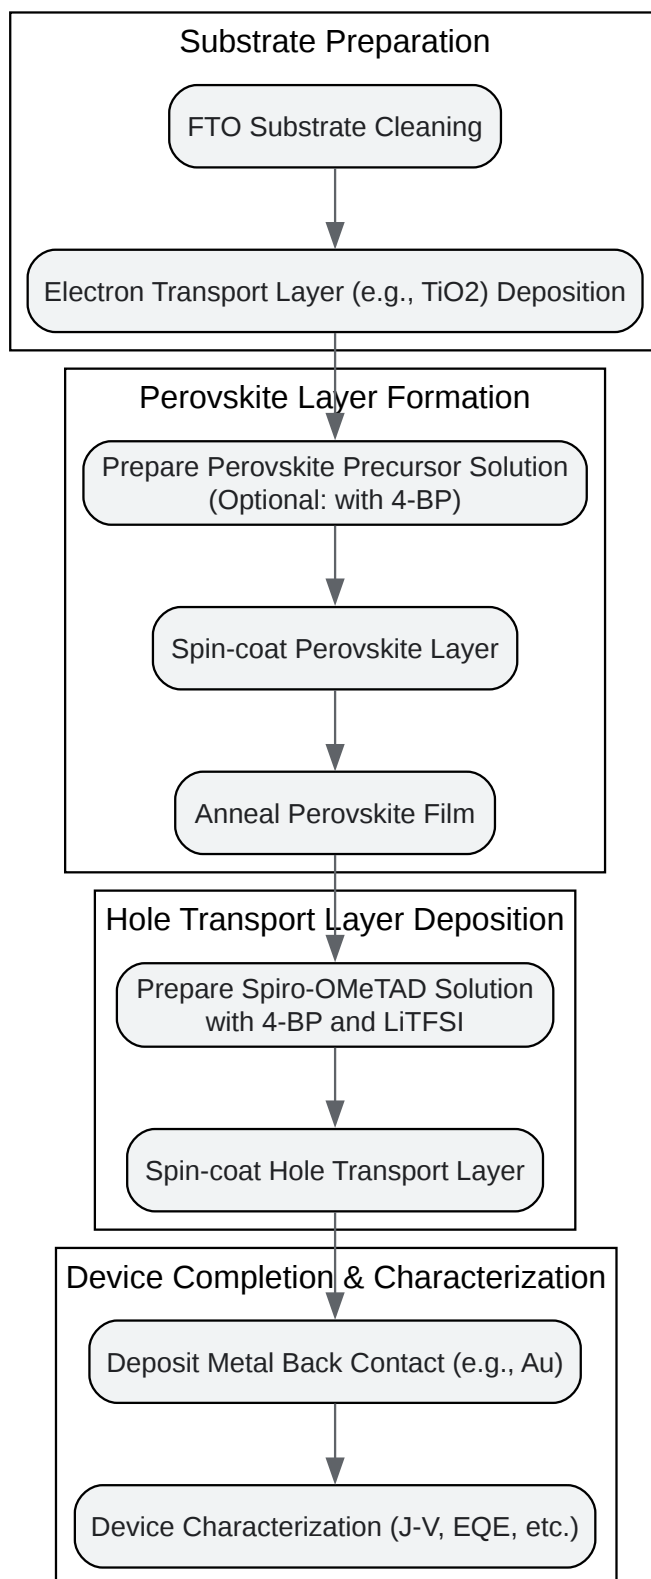 Substrate Preparation
FTO Substrate Cleaning
Electron Transport Layer (e.g., TiO2) Deposition
Perovskite Layer Formation
Prepare Perovskite Precursor Solution
(Optional: with 4-BP)
Spin-coat Perovskite Layer
Anneal Perovskite Film
Hole Transport Layer Deposition
Prepare Spiro-OMeTAD Solution
with 4-BP and LiTFSI
Spin-coat Hole Transport Layer
Device Completion & Characterization
Deposit Metal Back Contact (e.g., Au)
Device Characterization (J-V, EQE, etc.)